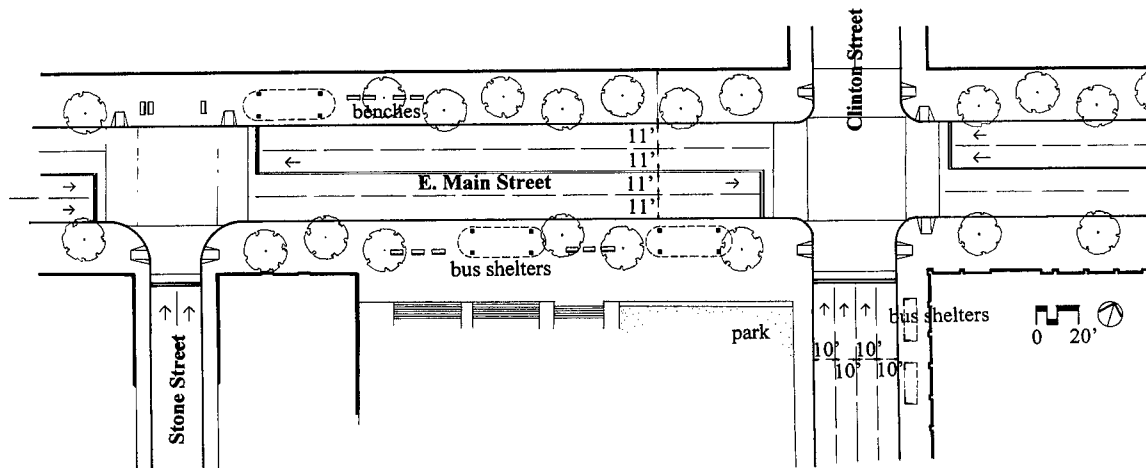 Clinton Street
benches
11'
11'
E. Main Street
11'
11'
bus shelters
park
bus shelters
0 20'
10' 10'
10' 10'
Stone Street